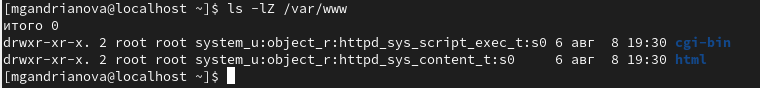 [mgandrianova@localhost ~]$ ls -lZ /var/www
итого 0
drwxr-xr-x. 2 root root system_u:object_r:httpd_sys_script_exec_t:s0 6 авг  8 19:30 cgi-bin
drwxr-xr-x. 2 root root system_u:object_r:httpd_sys_content_t:s0     6 авг  8 19:30 html
[mgandrianova@localhost ~]$